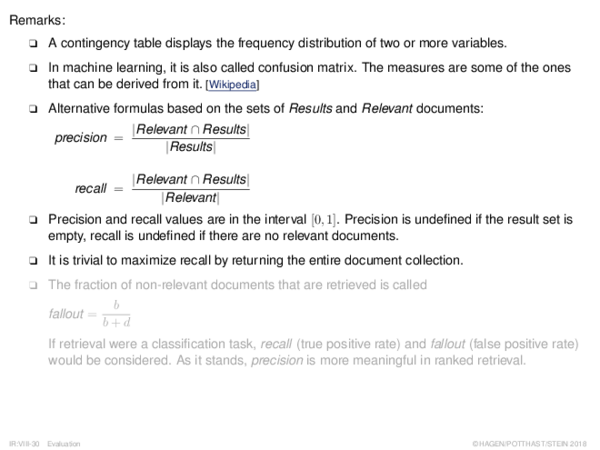 Remarks:
❏ A contingency table displays the frequency distribution of two or more variables.
❏ In machine learning, it is also called confusion matrix. The measures are some of the ones
that can be derived from it. [Wikipedia]
❏ Alternative formulas based on the sets of Results and Relevant documents:
precision = |Relevant ∩ Results| / |Results|
recall = |Relevant ∩ Results| / |Relevant|
❏ Precision and recall values are in the interval [0, 1]. Precision is undefined if the result set is
empty, recall is undefined if there are no relevant documents.
❏ It is trivial to maximize recall by returning the entire document collection.
❏ The fraction of non-relevant documents that are retrieved is called
fallout = b / b + d
If retrieval were a classification task, recall (true positive rate) and fallout (false positive rate)
would be considered. As it stands, precision is more meaningful in ranked retrieval.
IR:VIII-30 Evaluation ©HAGEN/POTTHAST/STEIN 2018